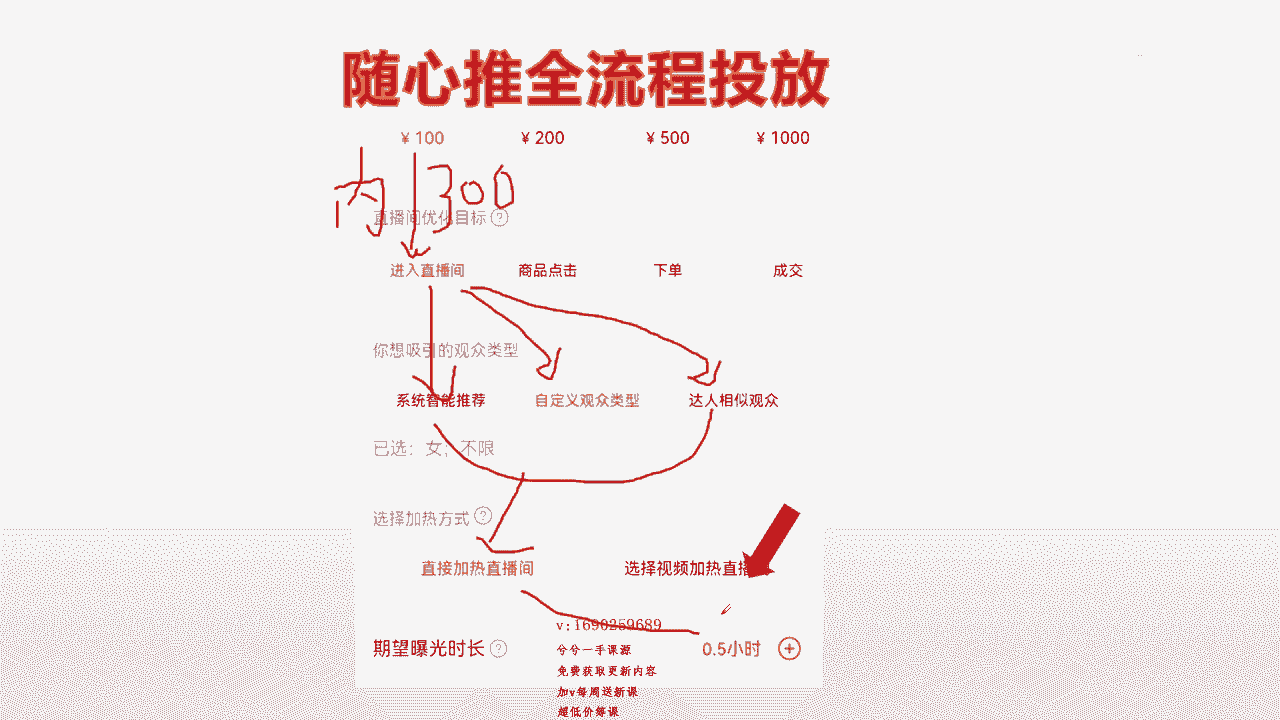 随心推全流程投放
¥ 100 ¥ 200 ¥ 500 ¥ 1000
内 300
直播间优化目标 ?
进入直播间 商品点击 下单 成交
你想吸引的观众类型
系统智能推荐 自定义观众类型 达人相似观众
已选：女；不限
选择加热方式 ?
直接加热直播间 选择视频加热直播
v:1690259689
期望曝光时长 ? 0.5小时 +
分兮一手课源
免费获取更新内容
加v每周送新课
超低价好课